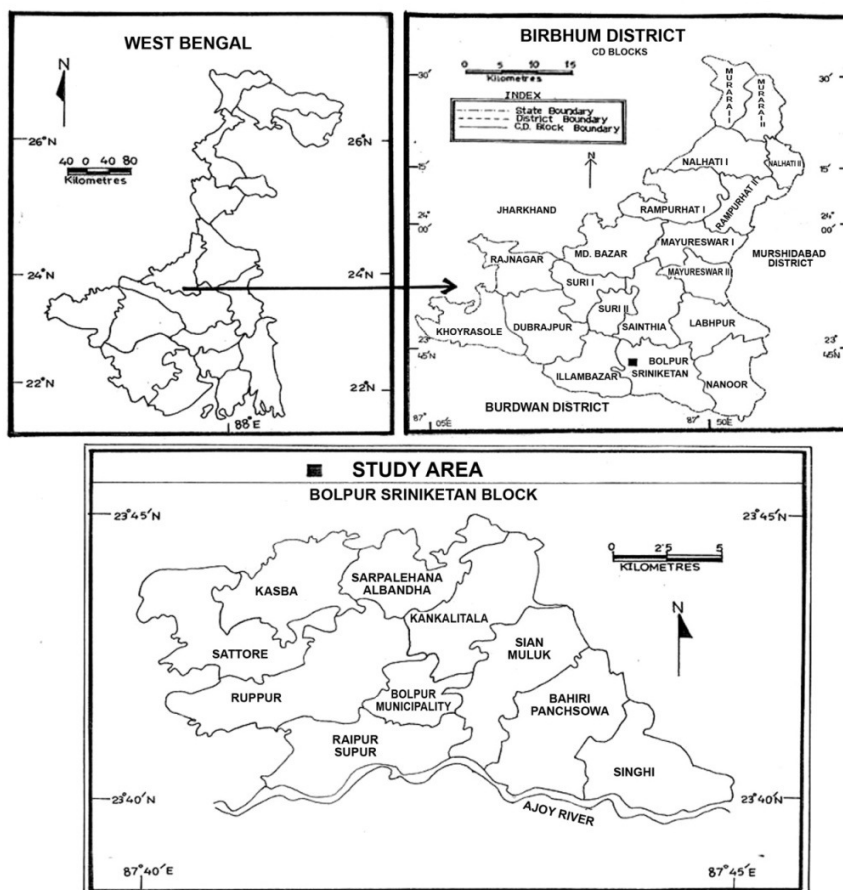 WEST BENGAL
N
26°N
26°N
40 0 40 80
Kilometres
24°N
24°N
22°N
22°N
88°E
BIRBHUM DISTRICT
CD BLOCKS
0 5 10 15
Kilometres
INDEX
State Boundary
District Boundary
C.D. Block Boundary
N
30'
30'
MURARAI I
MURARAI II
NALHATI I
NALHATI II
15'
15'
JHARKHAND
RAMPURHAT I
RAMPURHAT II
24°
00'
24°
00'
MD. BAZAR
MAYURESWAR I
MURSHIDABAD
DISTRICT
RAJNAGAR
SURI I
MAYURESWAR II
SURI II
KHOYRASOLE
DUBRAJPUR
SAINTHIA
LABHPUR
23°
45'N
23°
45'N
BOLPUR
SRINIKETAN
ILLAMBAZAR
NANOOR
BURDWAN DISTRICT
87°
05'E
87°
50'E
STUDY AREA
BOLPUR SRINIKETAN BLOCK
23°45'N
23°45'N
0 2·5 5
KILOMETRES
N
KASBA
SARPALEHANA
ALBANDHA
KANKALITALA
SATTORE
SIAN
MULUK
RUPPUR
BOLPUR
MUNICIPALITY
BAHIRI
PANCHSOWA
RAIPUR
SUPUR
SINGHI
23°40'N
23°40'N
AJOY RIVER
87°40'E
87°45'E